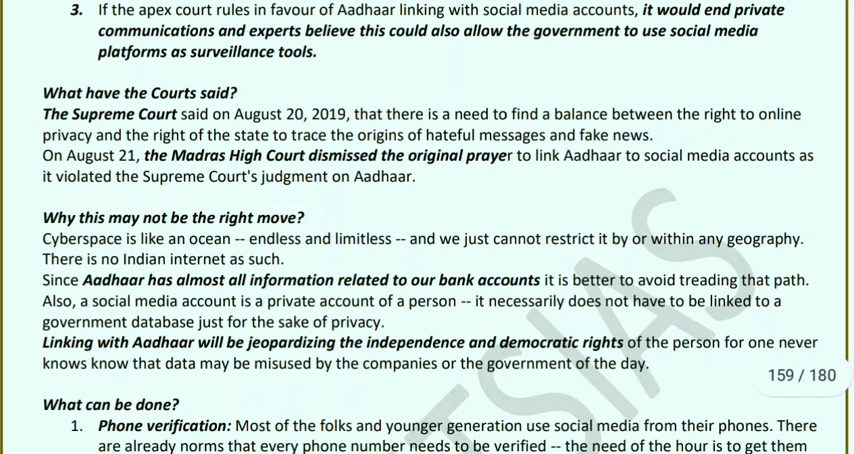 3. If the apex court rules in favour of Aadhaar linking with social media accounts, it would end private
communications and experts believe this could also allow the government to use social media
platforms as surveillance tools.
What have the Courts said?
The Supreme Court said on August 20, 2019, that there is a need to find a balance between the right to online
privacy and the right of the state to trace the origins of hateful messages and fake news.
On August 21, the Madras High Court dismissed the original prayer to link Aadhaar to social media accounts as
it violated the Supreme Court's judgment on Aadhaar.
Why this may not be the right move?
Cyberspace is like an ocean -- endless and limitless -- and we just cannot restrict it by or within any geography.
There is no Indian internet as such.
Since Aadhaar has almost all information related to our bank accounts it is better to avoid treading that path.
Also, a social media account is a private account of a person -- it necessarily does not have to be linked to a
government database just for the sake of privacy.
Linking with Aadhaar will be jeopardizing the independence and democratic rights of the person for one never
knows know that data may be misused by the companies or the government of the day.
159 / 180
What can be done?
1. Phone verification: Most of the folks and younger generation use social media from their phones. There
are already norms that every phone number needs to be verified -- the need of the hour is to get them
TSIAS